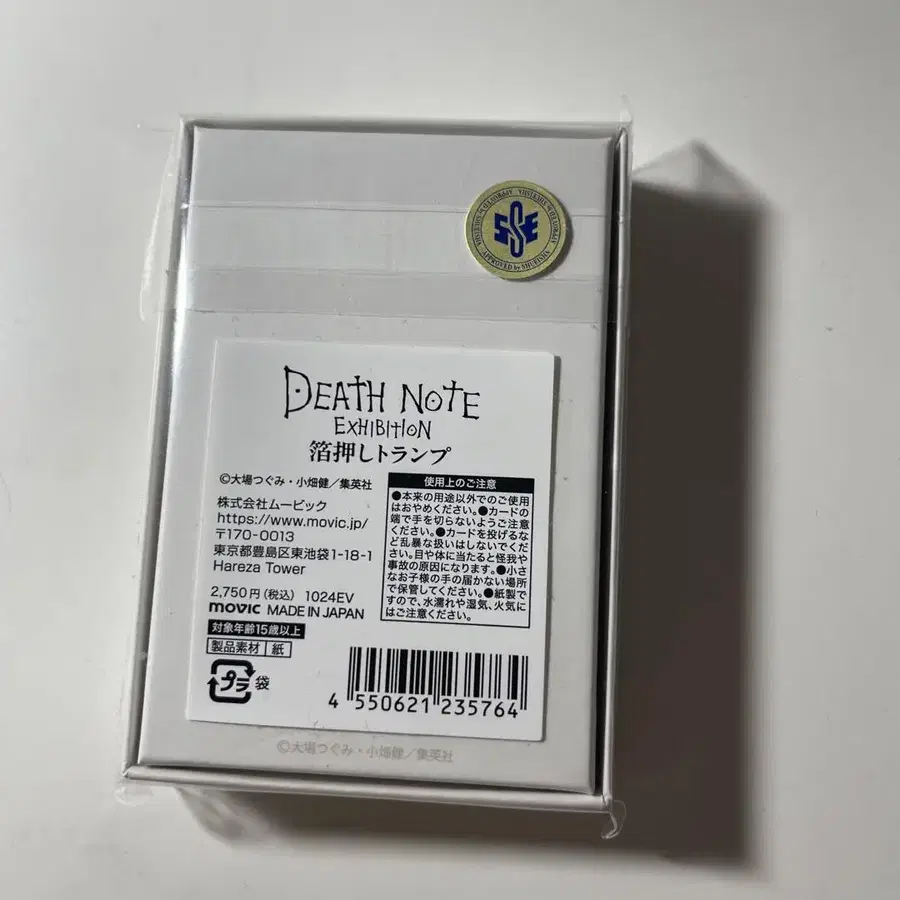 APPROVED by SHUEISHA
SSE
DEATH NOTE
EXHIBITION
箔押しトランプ
©大場つぐみ・小畑健／集英社
株式会社ムービック
https://www.movic.jp/
〒170-0013
東京都豊島区東池袋1-18-1
Hareza Tower
2,750円(税込) 1024EV
movic MADE IN JAPAN
対象年齢15歳以上
製品素材 紙
プラ 袋
使用上のご注意
●本来の用途以外でのご使用
はおやめください。●カードの
端で手を切らないようご注意
ください。●カードを投げるな
ど乱暴な扱いはしないでくだ
さい。目や体に当たると怪我や
事故の原因になります。●小さ
なお子様の手の届かない場所
で保管してください。●紙製で
すので、水濡れや湿気、火気に
はご注意ください。
4 550621 235764
©大場つぐみ・小畑健／集英社